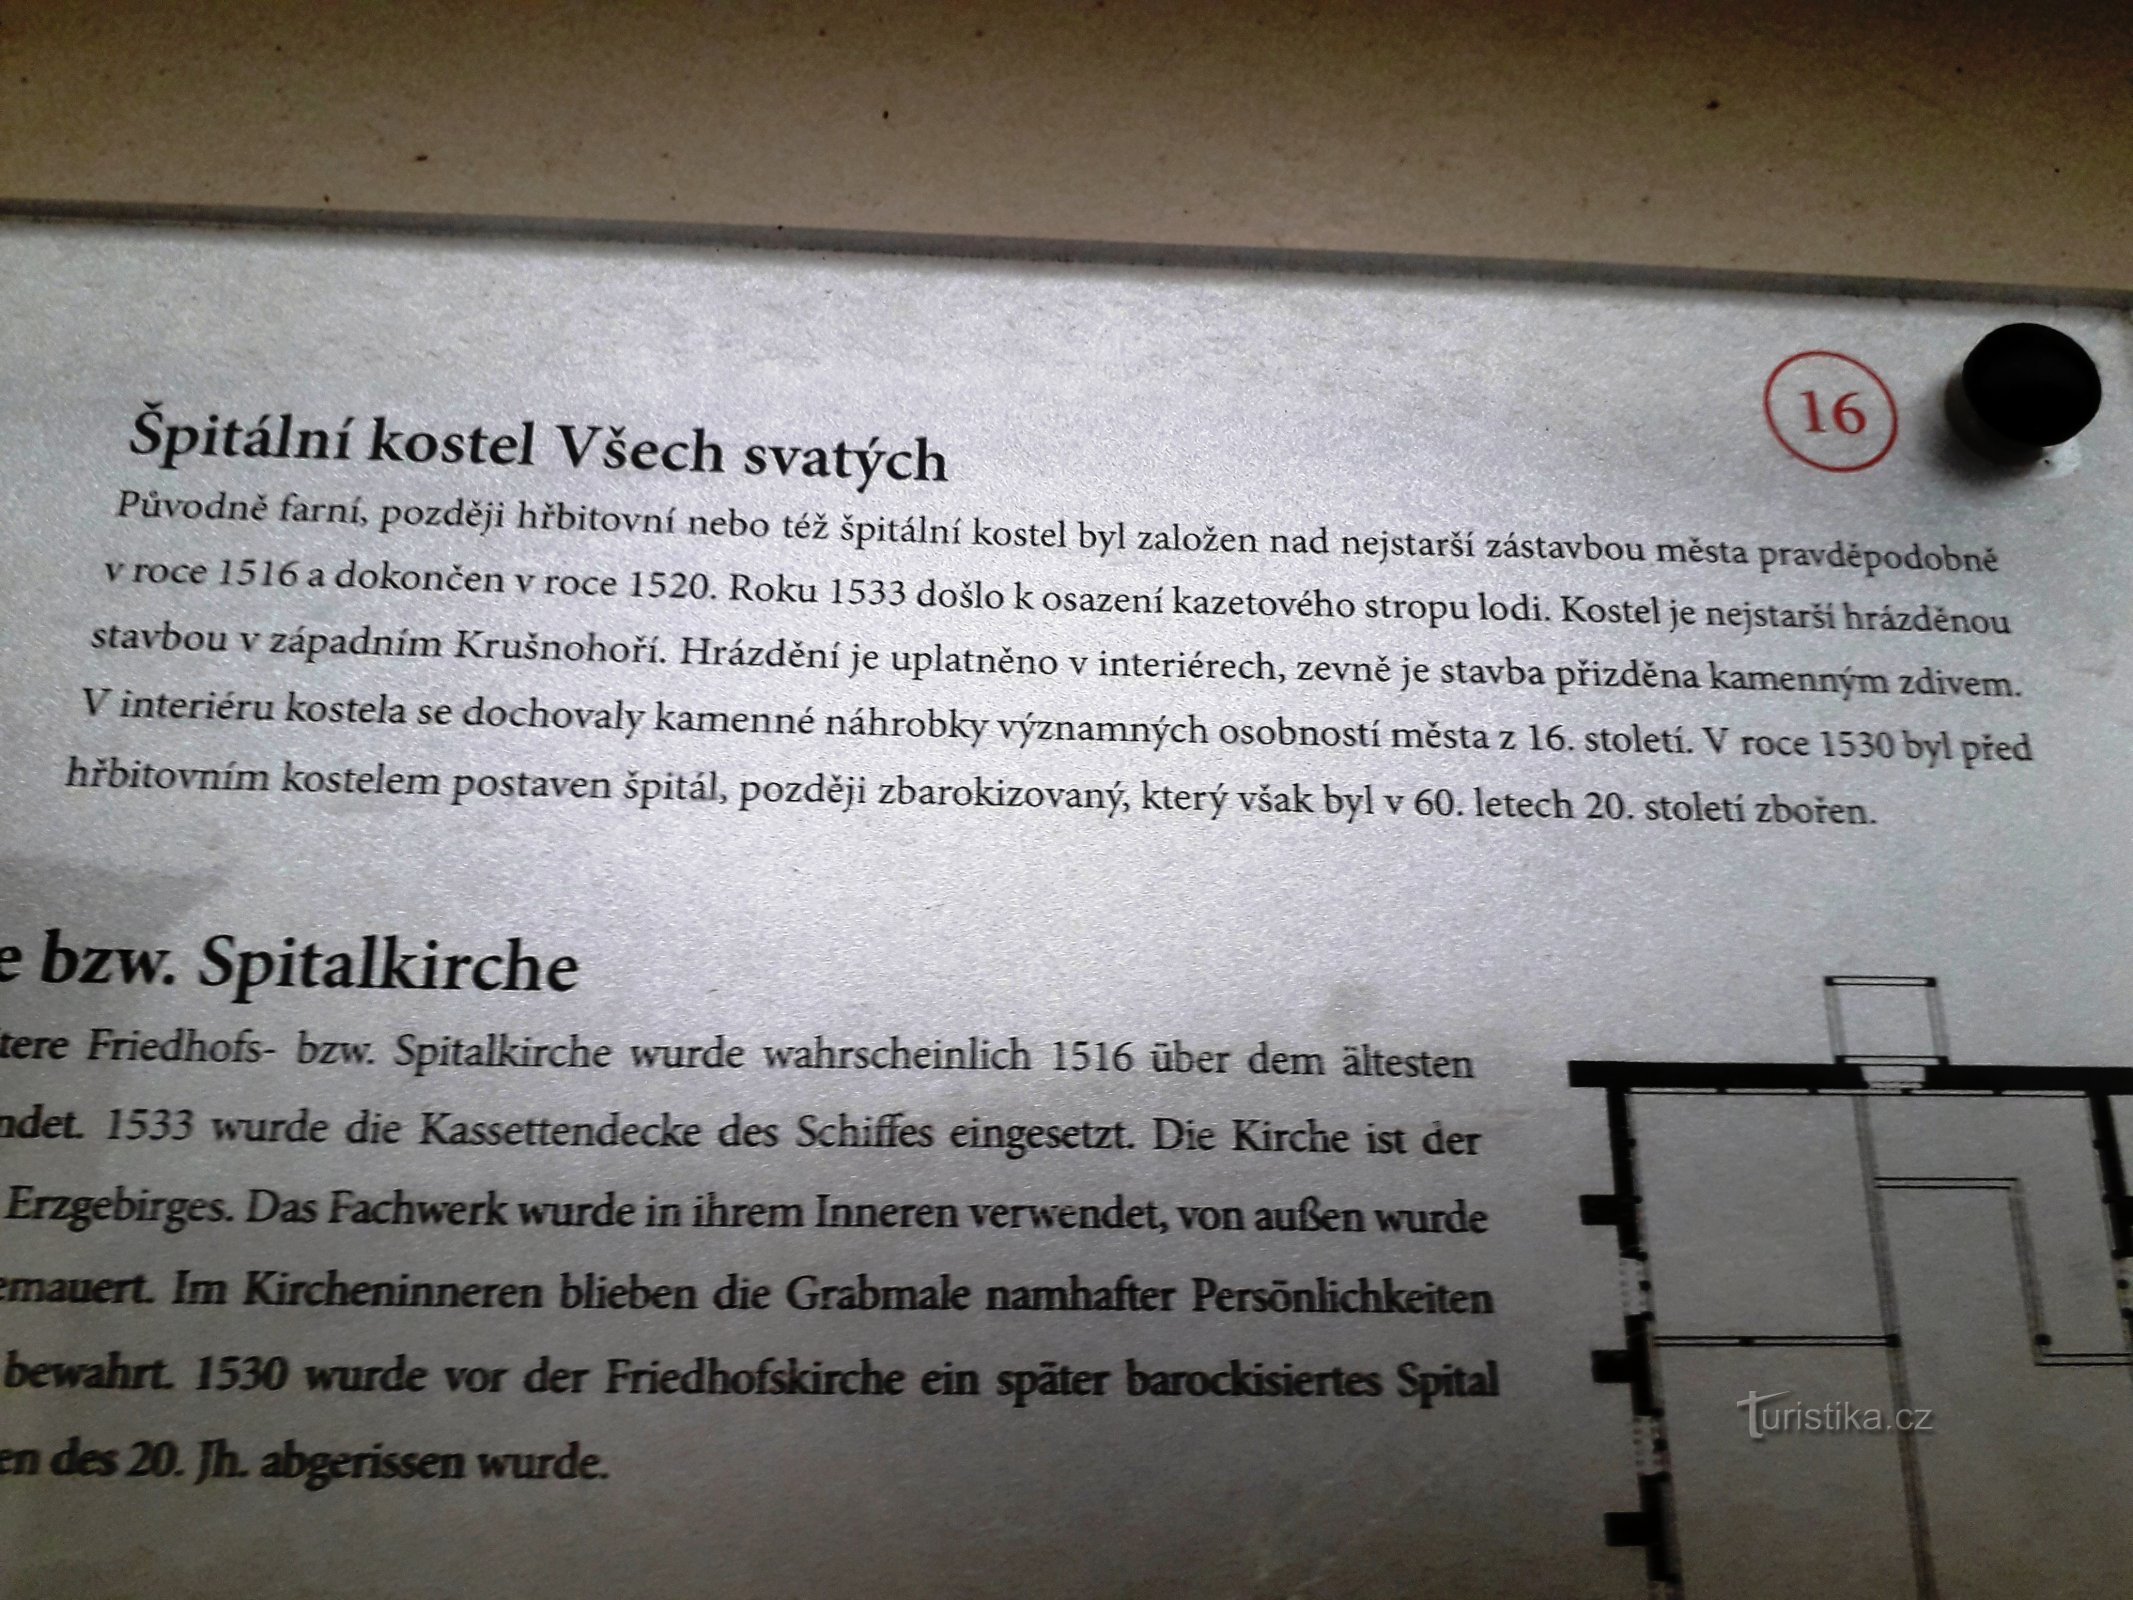 16
Špitální kostel Všech svatých
Původně farní, později hřbitovní nebo též špitální kostel byl založen nad nejstarší zástavbou města pravděpodobně
v roce 1516 a dokončen v roce 1520. Roku 1533 došlo k osazení kazetového stropu lodi. Kostel je nejstarší hrázděnou
stavbou v západním Krušnohoří. Hrázdění je uplatněno v interiérech, zevně je stavba přizděna kamenným zdivem.
V interiéru kostela se dochovaly kamenné náhrobky významných osobností města z 16. století. V roce 1530 byl před
hřbitovním kostelem postaven špitál, později zbarokizovaný, který však byl v 60. letech 20. století zbořen.
e bzw. Spitalkirche
tere Friedhofs- bzw. Spitalkirche wurde wahrscheinlich 1516 über dem ältesten
ndet. 1533 wurde die Kassettendecke des Schiffes eingesetzt. Die Kirche ist der
Erzgebirges. Das Fachwerk wurde in ihrem Inneren verwendet, von außen wurde
emauert. Im Kircheninneren blieben die Grabmale namhafter Persönlichkeiten
bewahrt. 1530 wurde vor der Friedhofskirche ein später barockisiertes Spital
en des 20. Jh. abgerissen wurde.
Turistika.cz